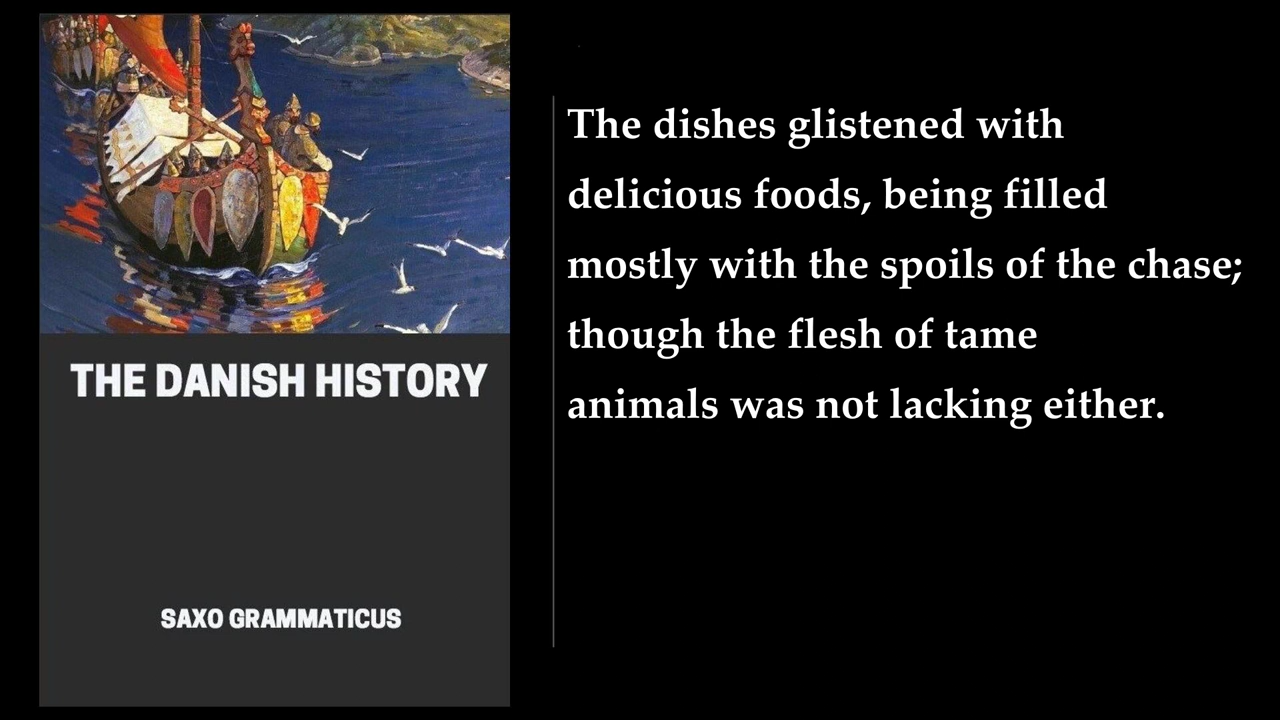 THE DANISH HISTORY
SAXO GRAMMATICUS
The dishes glistened with
delicious foods, being filled
mostly with the spoils of the chase;
though the flesh of tame
animals was not lacking either.